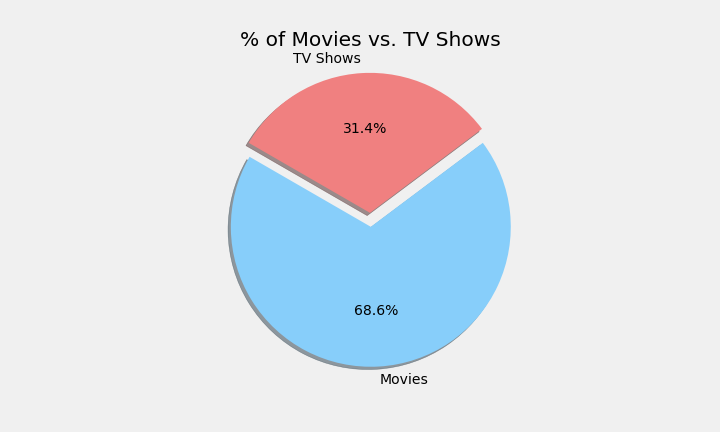 % of Movies vs. TV Shows
TV Shows
31.4%
68.6%
Movies